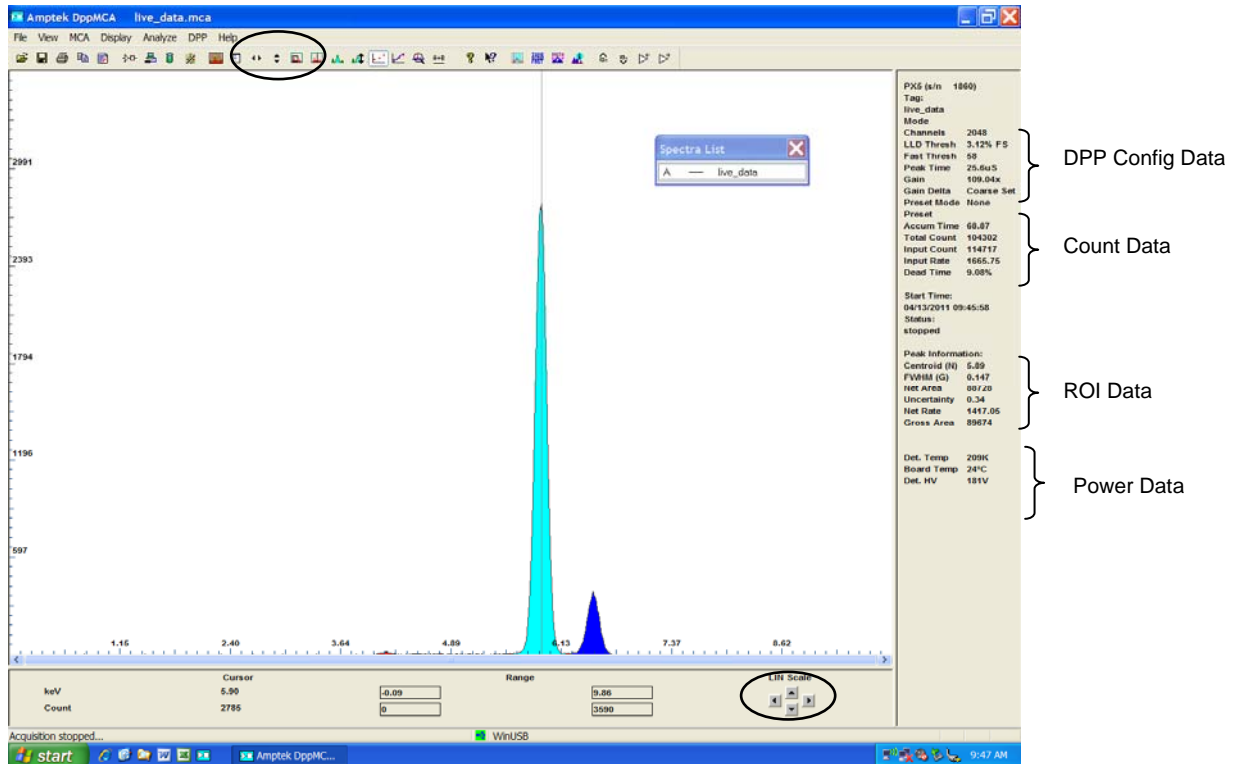 Amptek DppMCA live_data.mca
File View MCA Display Analyze DPP Help
2991
2393
1794
1196
597
1.15 2.40 3.64 4.89 6.13 7.37 8.62
Spectra List
A — live_data
PX5 (s/n 1860)
Tag:
live_data
Mode
Channels 2048
LLD Thresh 3.12% FS
Fast Thresh 58
Peak Time 25.6uS
Gain 109.04x
Gain Delta Coarse Set
Preset Mode None
Preset
Accum Time 68.87
Total Count 104302
Input Count 114717
Input Rate 1665.75
Dead Time 9.08%
Start Time:
04/13/2011 09:45:58
Status:
stopped
Peak Information:
Centroid (N) 5.89
FWHM (G) 0.147
Net Area 88728
Uncertainty 0.34
Net Rate 1417.05
Gross Area 89674
Det. Temp 209K
Board Temp 24°C
Det. HV 181V
DPP Config Data
Count Data
ROI Data
Power Data
Cursor Range LIN Scale
keV 5.90 -0.09 9.86
Count 2785 0 3590
Acquisition stopped... WinUSB
start Amptek DppMC... 9:47 AM